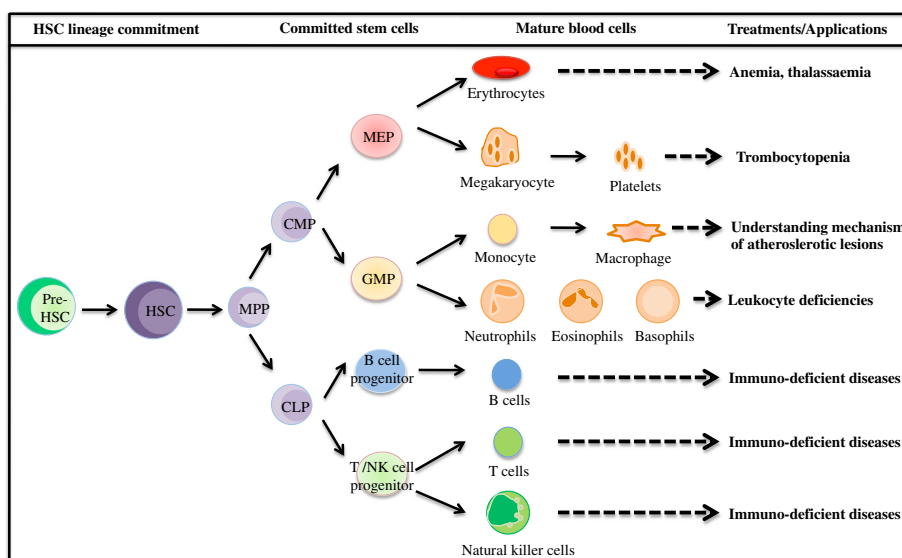 HSC lineage commitment
Committed stem cells
Mature blood cells
Treatments/Applications
Erythrocytes
Anemia, thalassaemia
MEP
Megakaryocyte
Platelets
Trombocytopenia
CMP
Monocyte
Macrophage
Understanding mechanism
of atheroslerotic lesions
GMP
Pre-
HSC
HSC
MPP
Neutrophils
Eosinophils
Basophils
Leukocyte deficiencies
B cell
progenitor
B cells
Immuno-deficient diseases
CLP
T /NK cell
progenitor
T cells
Immuno-deficient diseases
Natural killer cells
Immuno-deficient diseases